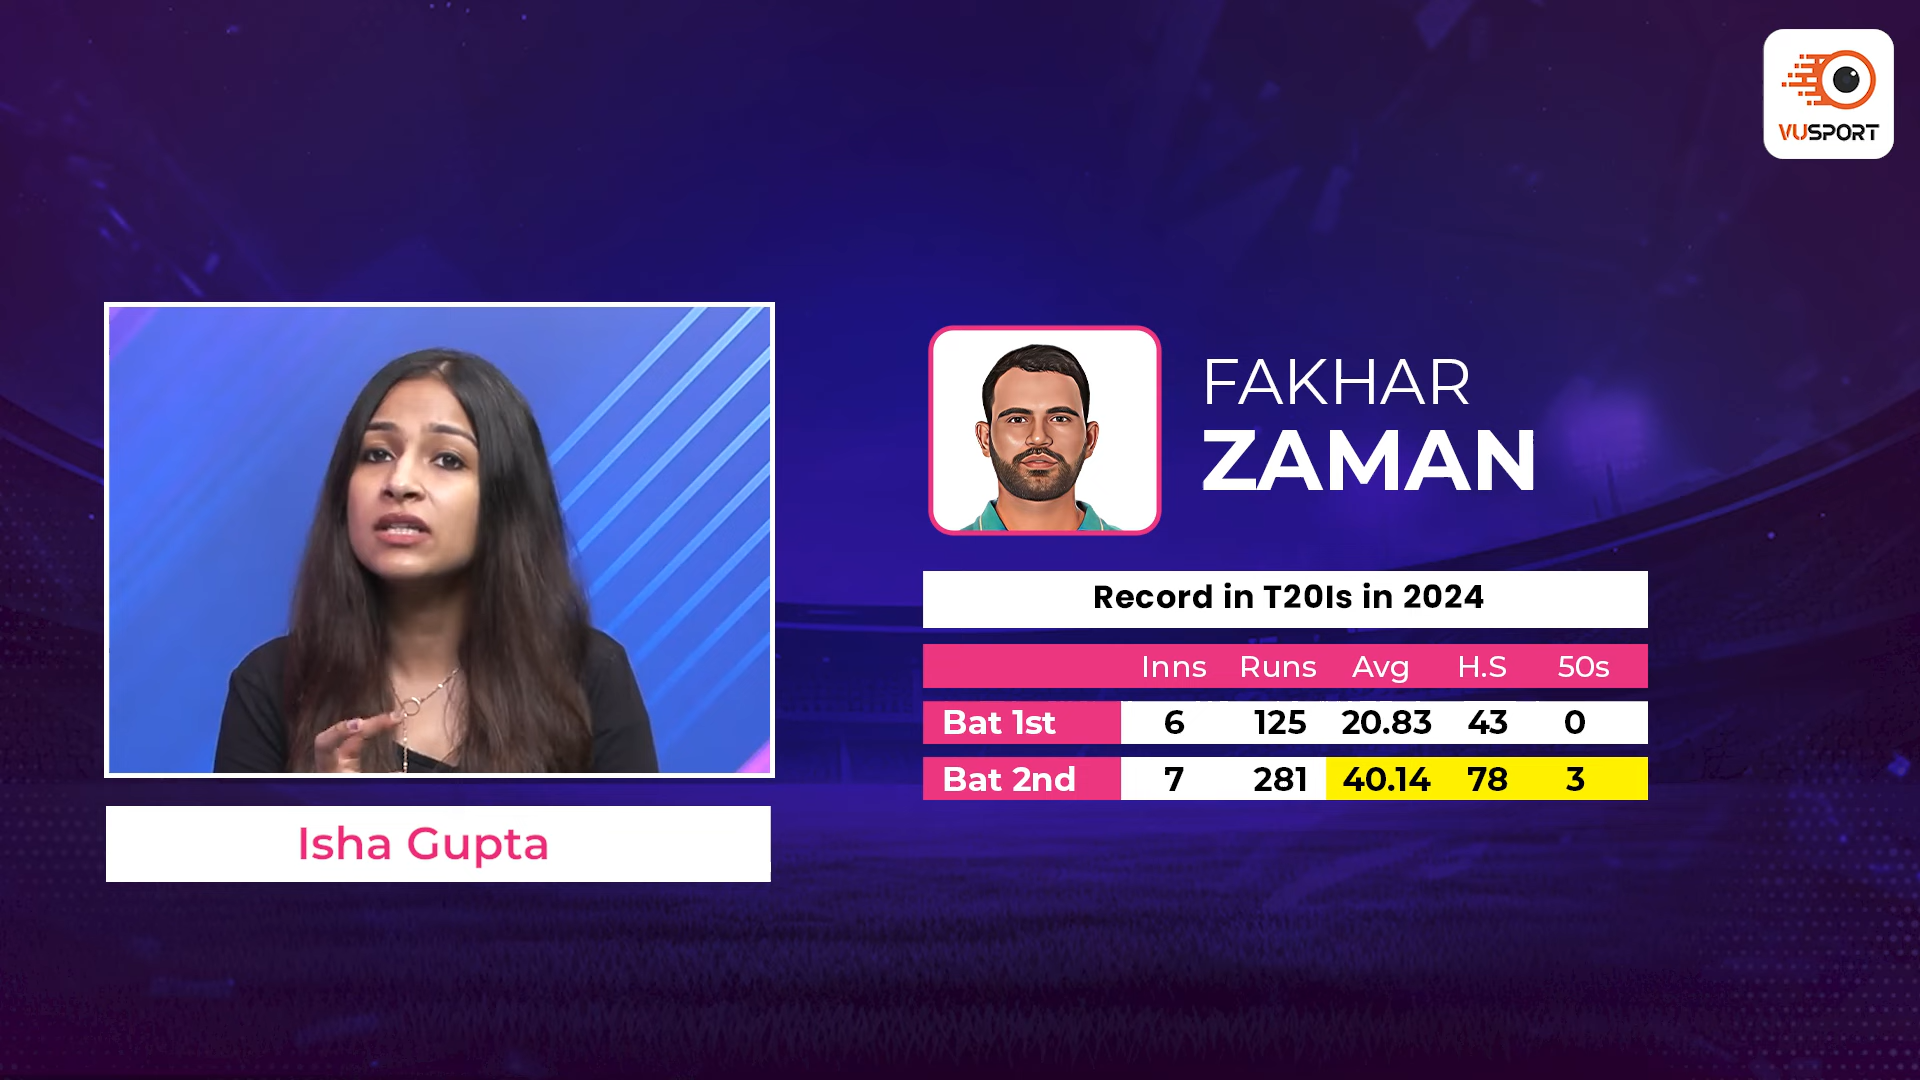 VUSPORT
FAKHAR
ZAMAN
Record in T20Is in 2024
Inns Runs Avg H.S 50s
Bat 1st 6 125 20.83 43 0
Bat 2nd 7 281 40.14 78 3
Isha Gupta